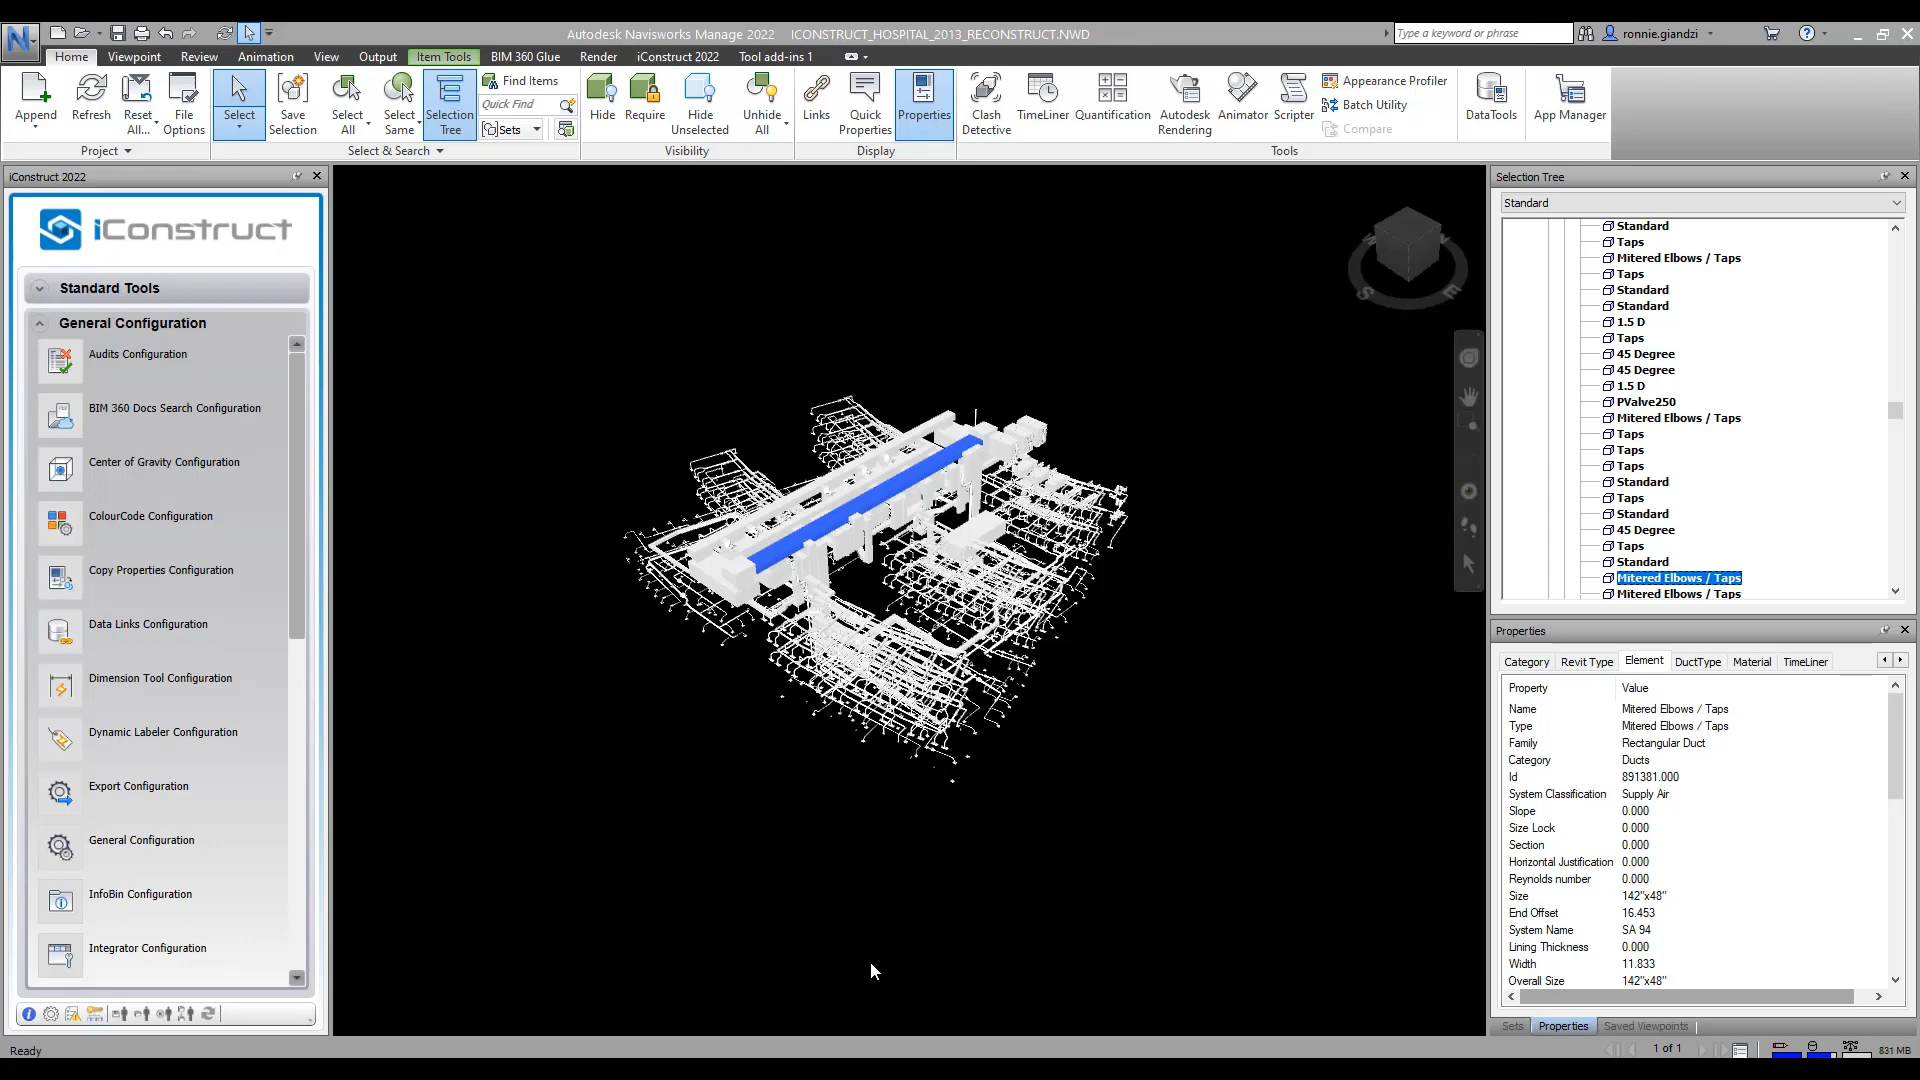 Autodesk Navisworks Manage 2022 ICONSTRUCT_HOSPITAL_2013_RECONSTRUCT.NWD
Type a keyword or phrase
ronnie.giandzi
Home Viewpoint Review Animation View Output Item Tools BIM 360 Glue Render iConstruct 2022 Tool add-ins 1
Append
Refresh
Reset All...
File Options
Select
Save Selection
Select All
Select Same
Selection Tree
Find Items
Quick Find
Sets
Hide
Require
Hide Unselected
Unhide All
Links
Quick Properties
Properties
Clash Detective
TimeLiner
Quantification
Autodesk Rendering
Animator
Scripter
Appearance Profiler
Batch Utility
Compare
DataTools
App Manager
Project
Select & Search
Visibility
Display
Tools
iConstruct 2022
iConstruct
Standard Tools
General Configuration
Audits Configuration
BIM 360 Docs Search Configuration
Center of Gravity Configuration
ColourCode Configuration
Copy Properties Configuration
Data Links Configuration
Dimension Tool Configuration
Dynamic Labeler Configuration
Export Configuration
General Configuration
InfoBin Configuration
Integrator Configuration
Ready
S
E
Selection Tree
Standard
Standard
Taps
Mitered Elbows / Taps
Taps
Standard
Standard
1.5 D
Taps
45 Degree
45 Degree
1.5 D
PValve250
Mitered Elbows / Taps
Taps
Taps
Taps
Standard
Taps
Standard
45 Degree
Taps
Standard
Mitered Elbows / Taps
Mitered Elbows / Taps
Properties
Category Revit Type Element DuctType Material TimeLiner
Property Value
Name Mitered Elbows / Taps
Type Mitered Elbows / Taps
Family Rectangular Duct
Category Ducts
Id 891381.000
System Classification Supply Air
Slope 0.000
Size Lock 0.000
Section 0.000
Horizontal Justification 0.000
Reynolds number 0.000
Size 142"x48"
End Offset 16.453
System Name SA 94
Lining Thickness 0.000
Width 11.833
Overall Size 142"x48"
Sets Properties Saved Viewpoints
1 of 1
831 MB